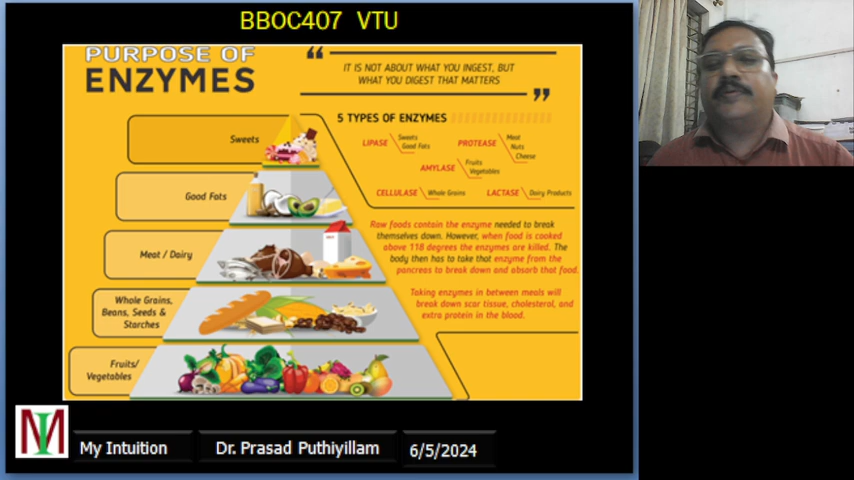 BBOC407 VTU
PURPOSE OF
ENZYMES
“
IT IS NOT ABOUT WHAT YOU INGEST, BUT
WHAT YOU DIGEST THAT MATTERS
”
5 TYPES OF ENZYMES
LIPASE
Sweets
Good Fats
PROTEASE
Meat
Nuts
Cheese
AMYLASE
Fruits
Vegetables
CELLULASE
Whole Grains
LACTASE
Dairy Products
Sweets
Good Fats
Meat / Dairy
Whole Grains,
Beans, Seeds &
Starches
Fruits/
Vegetables
Raw foods contain the enzyme needed to break
themselves down. However, when food is cooked
above 118 degrees the enzymes are killed. The
body then has to take that enzyme from the
pancreas to break down and absorb that food.
Taking enzymes in between meals will
break down scar tissue, cholesterol, and
extra protein in the blood.
MI
My Intuition
Dr. Prasad Puthiyillam
6/5/2024